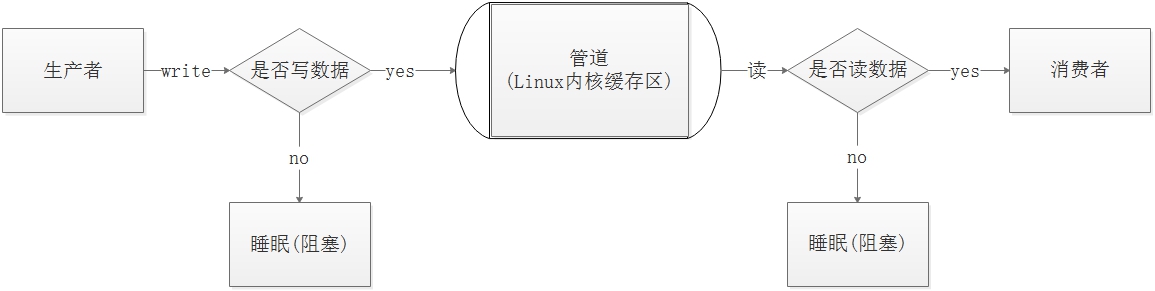 生产者
write
是否写数据
yes
管道
(Linux内核缓存区)
读
是否读数据
yes
消费者
no
no
睡眠(阻塞)
睡眠(阻塞)